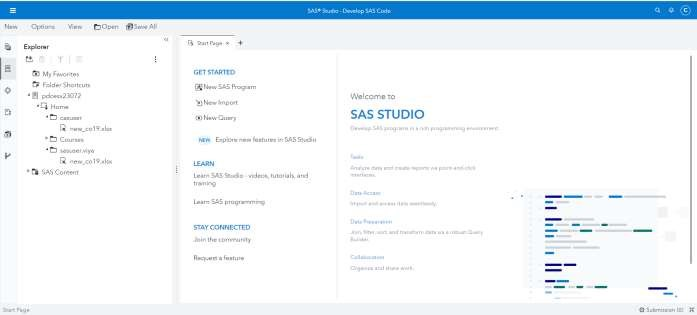 SAS® Studio - Develop SAS Code
New Options View Open Save All
Explorer
My Favorites
Folder Shortcuts
pdcesx23072
Home
casuser
new_co19.xlsx
Courses
sasuser.viya
new_co19.xlsx
SAS Content
Start Page
GET STARTED
New SAS Program
New Import
New Query
NEW Explore new features in SAS Studio
LEARN
Learn SAS Studio - videos, tutorials, and
training
Learn SAS programming
STAY CONNECTED
Join the community
Request a feature
Welcome to
SAS STUDIO
Develop SAS programs in a rich programming environment
Tasks
Analyze data and create reports via point-and-click
interfaces.
Data Access
Import and access data seamlessly.
Data Preparation
Join, filter, sort and transform data via a robust Query
Builder.
Collaboration
Organize and share work.
Start Page
Submission (0)